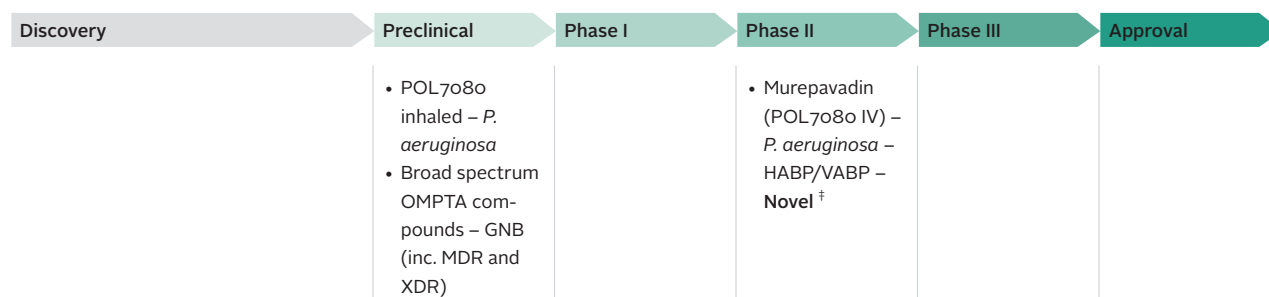 Discovery
Preclinical
Phase I
Phase II
Phase III
Approval
• POL7080
inhaled – P.
aeruginosa
• Broad spectrum
OMPTA com-
pounds – GNB
(inc. MDR and
XDR)
• Murepavadin
(POL7080 IV) –
P. aeruginosa –
HABP/VABP –
Novel ‡